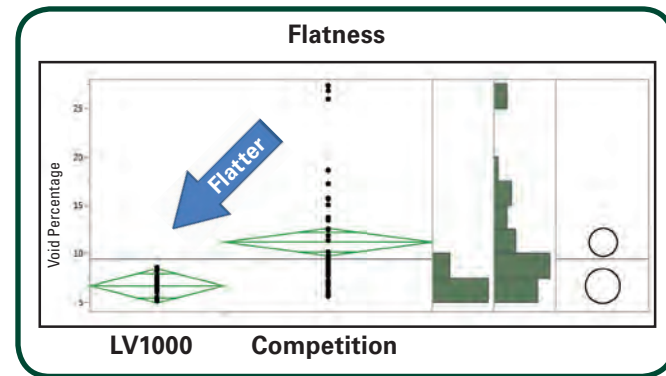 Flatness
Void Percentage
25
20
15
10
5
Flatter
LV1000 Competition